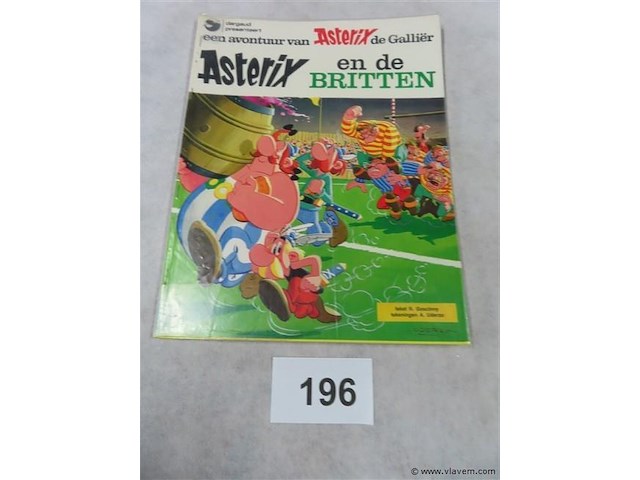 dargaud
presenteert
een avontuur van Asterix de Galliër
Asterix en de
BRITTEN
tekst R. Goscinny
tekeningen A. Uderzo
196
© www.vlavem.com